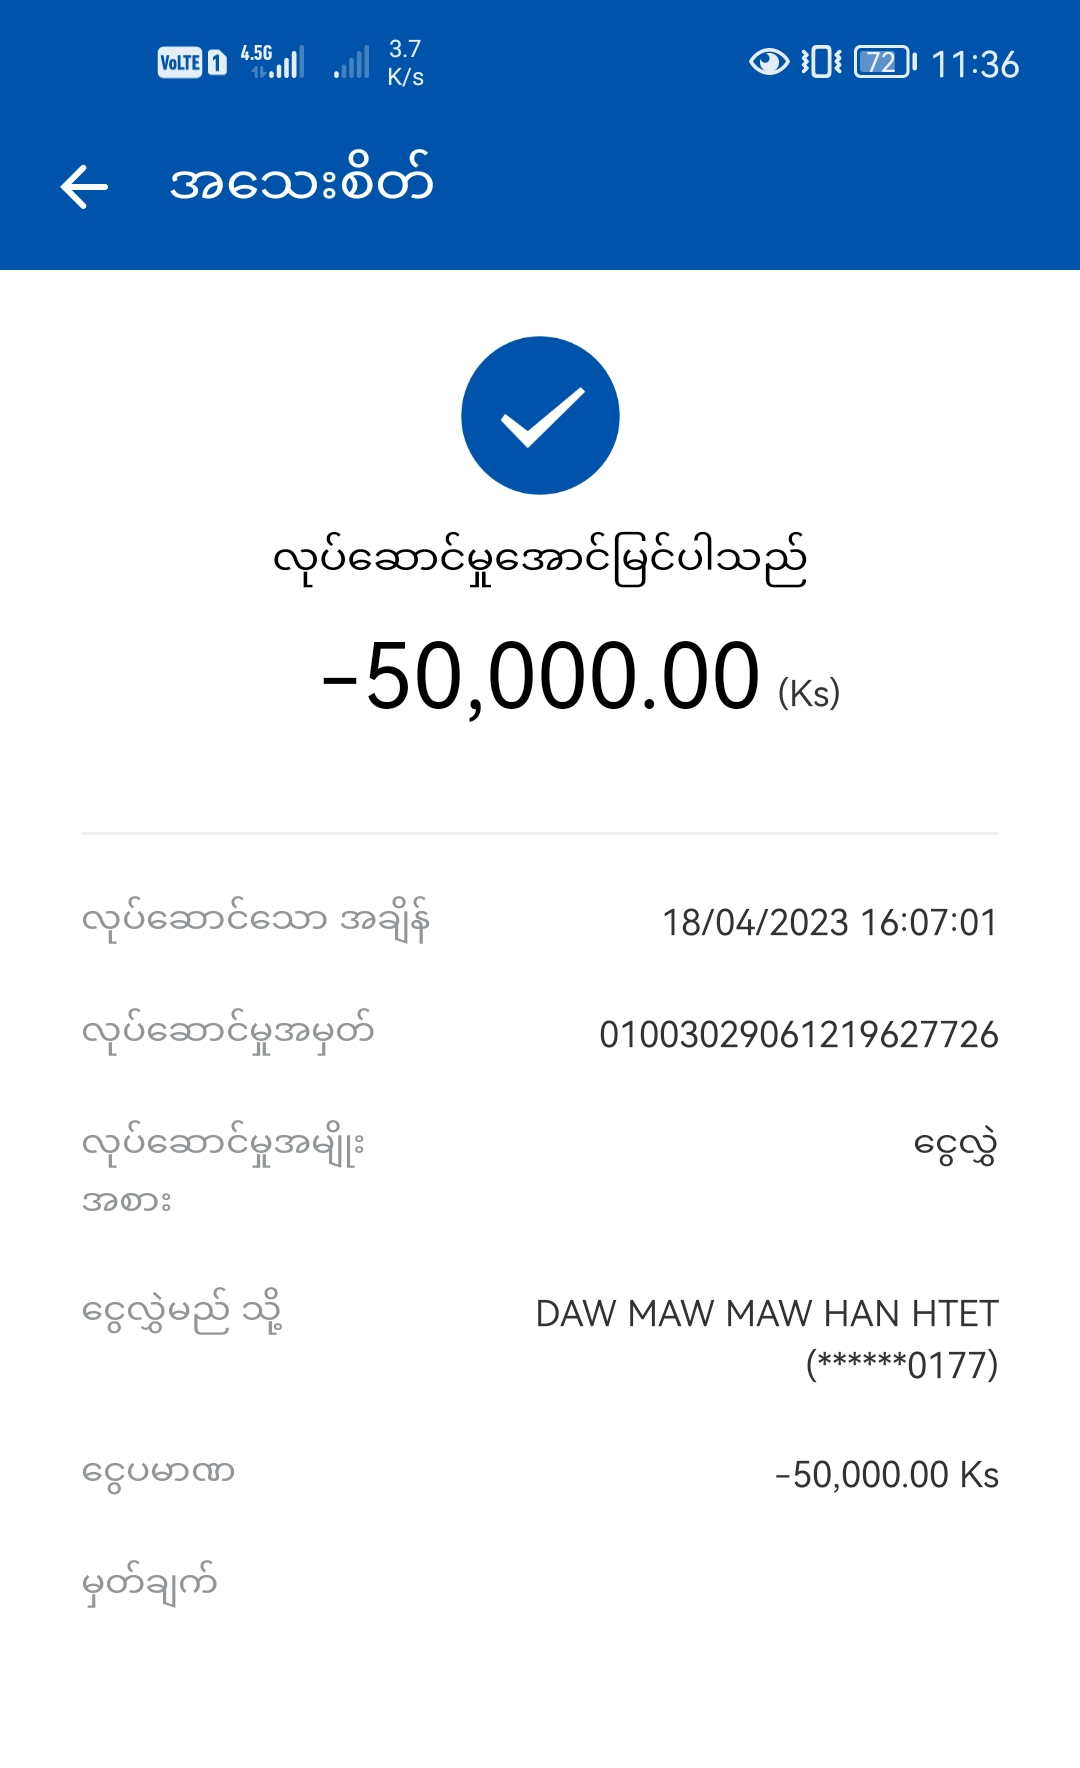 VoLTE 1 4.5G 3.7 K/s 72 11:36
အသေးစိတ်
လုပ်ဆောင်မှုအောင်မြင်ပါသည်
-50,000.00 (Ks)
လုပ်ဆောင်သော အချိန် 18/04/2023 16:07:01
လုပ်ဆောင်မှုအမှတ် 01003029061219627726
လုပ်ဆောင်မှုအမျိုး ငွေလွှဲ
အစား
ငွေလွှဲမည် သို့ DAW MAW MAW HAN HTET
(******0177)
ငွေပမာဏ -50,000.00 Ks
မှတ်ချက်